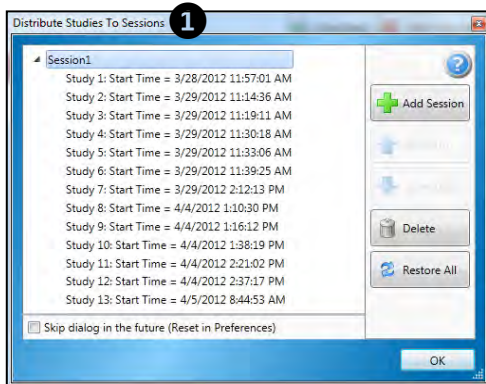 Distribute Studies To Sessions
1
Session1
Study 1: Start Time = 3/28/2012 11:57:01 AM
Study 2: Start Time = 3/29/2012 11:14:36 AM
Study 3: Start Time = 3/29/2012 11:19:11 AM
Study 4: Start Time = 3/29/2012 11:30:18 AM
Study 5: Start Time = 3/29/2012 11:33:06 AM
Study 6: Start Time = 3/29/2012 11:39:25 AM
Study 7: Start Time = 3/29/2012 2:12:13 PM
Study 8: Start Time = 4/4/2012 1:10:30 PM
Study 9: Start Time = 4/4/2012 1:16:12 PM
Study 10: Start Time = 4/4/2012 1:38:19 PM
Study 11: Start Time = 4/4/2012 2:21:02 PM
Study 12: Start Time = 4/4/2012 2:37:17 PM
Study 13: Start Time = 4/5/2012 8:44:53 AM
Skip dialog in the future (Reset in Preferences)
?
Add Session
Delete
Restore All
OK